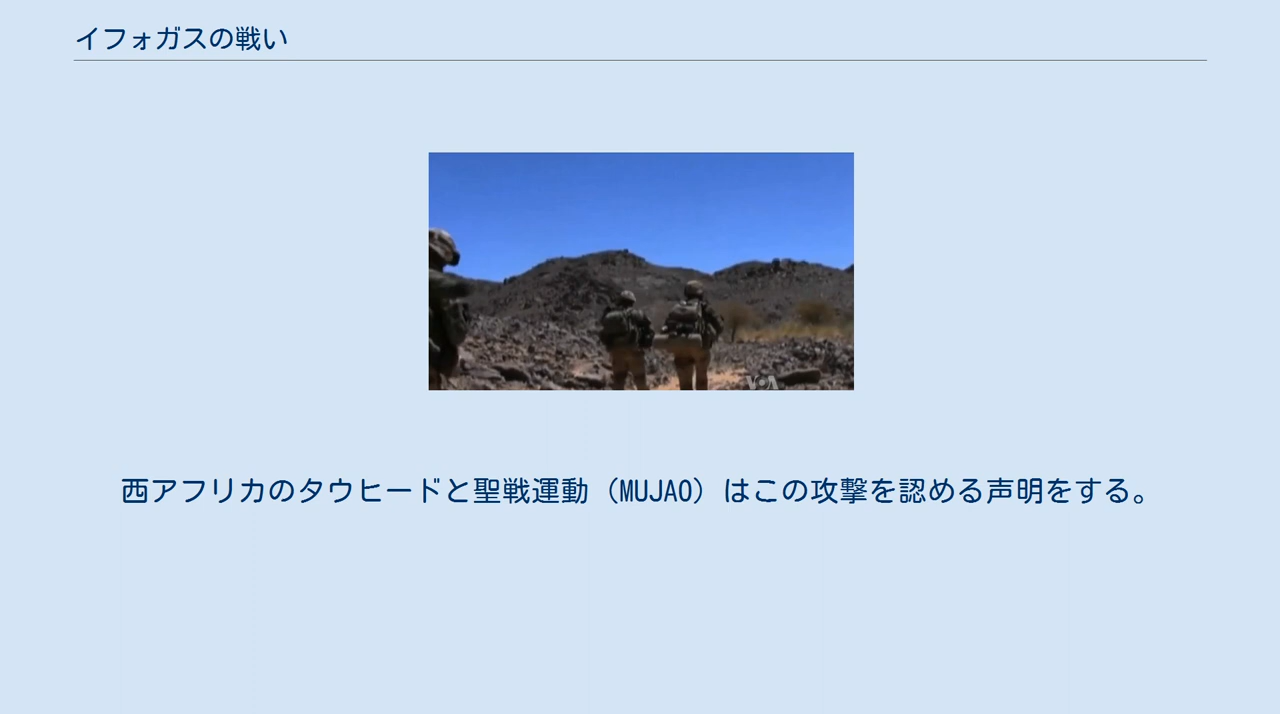 イフォガスの戦い
VOA
西アフリカのタウヒードと聖戦運動（MUJAO）はこの攻撃を認める声明をする。